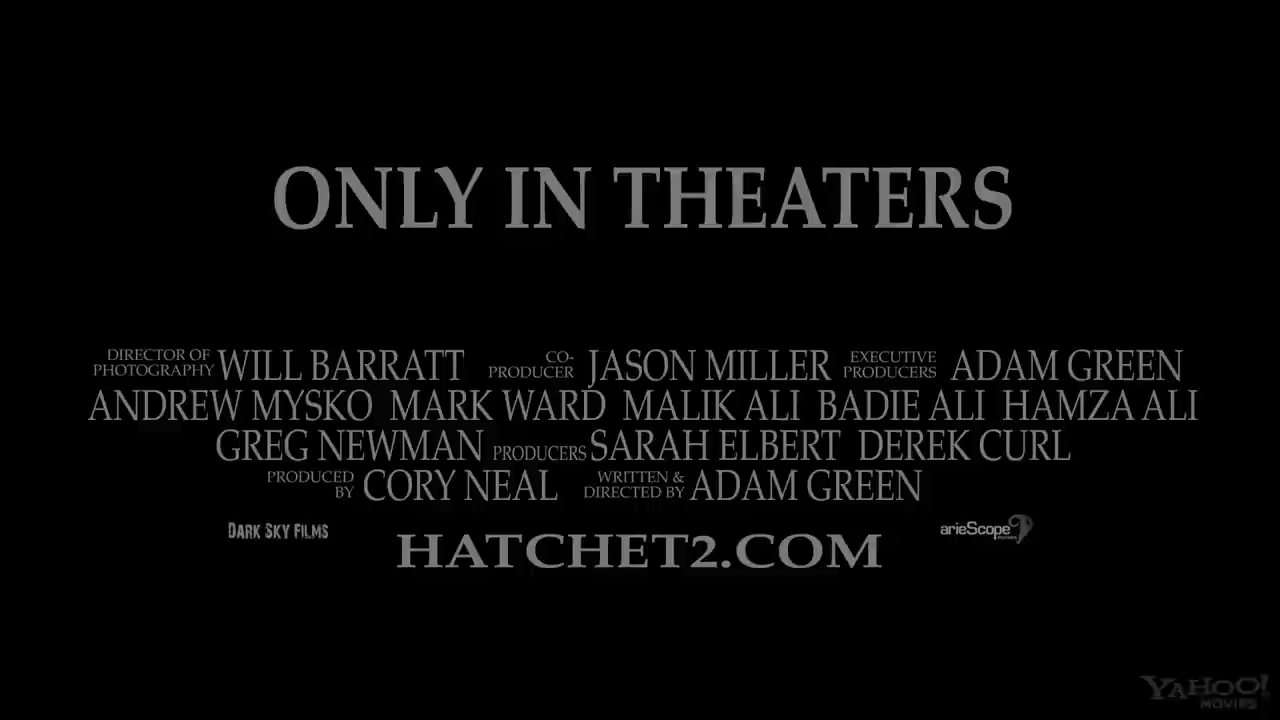 ONLY IN THEATERS
DIRECTOR OF PHOTOGRAPHY WILL BARRATT CO-PRODUCER JASON MILLER EXECUTIVE PRODUCERS ADAM GREEN
ANDREW MYSKO MARK WARD MALIK ALI BADIE ALI HAMZA ALI
GREG NEWMAN PRODUCERS SARAH ELBERT DEREK CURL
PRODUCED BY CORY NEAL WRITTEN & DIRECTED BY ADAM GREEN
DARK SKY FILMS
arieScope
HATCHET2.COM
YAHOO!
MOVIES